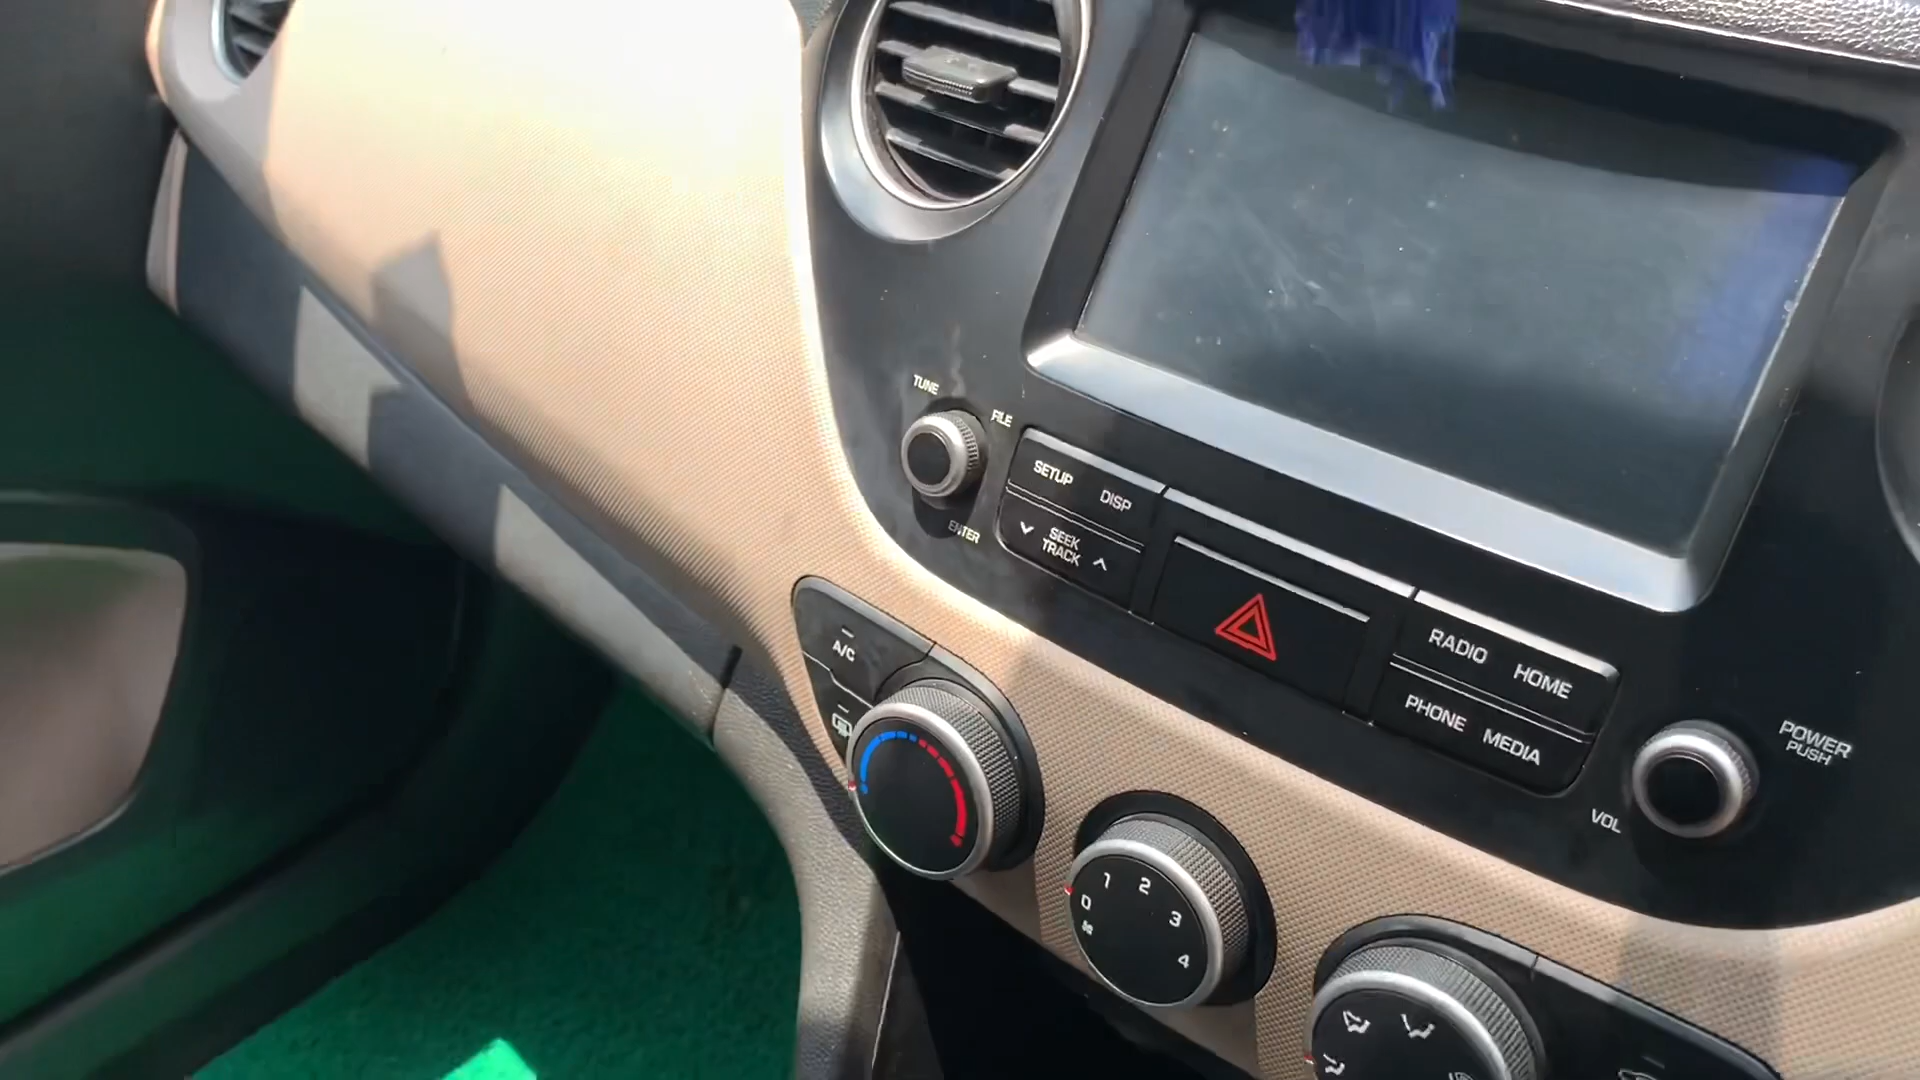 TUNE
FILE
ENTER
SETUP
DISP
SEEK
TRACK
RADIO
HOME
PHONE
MEDIA
POWER
PUSH
VOL
A/C
0
1
2
3
4